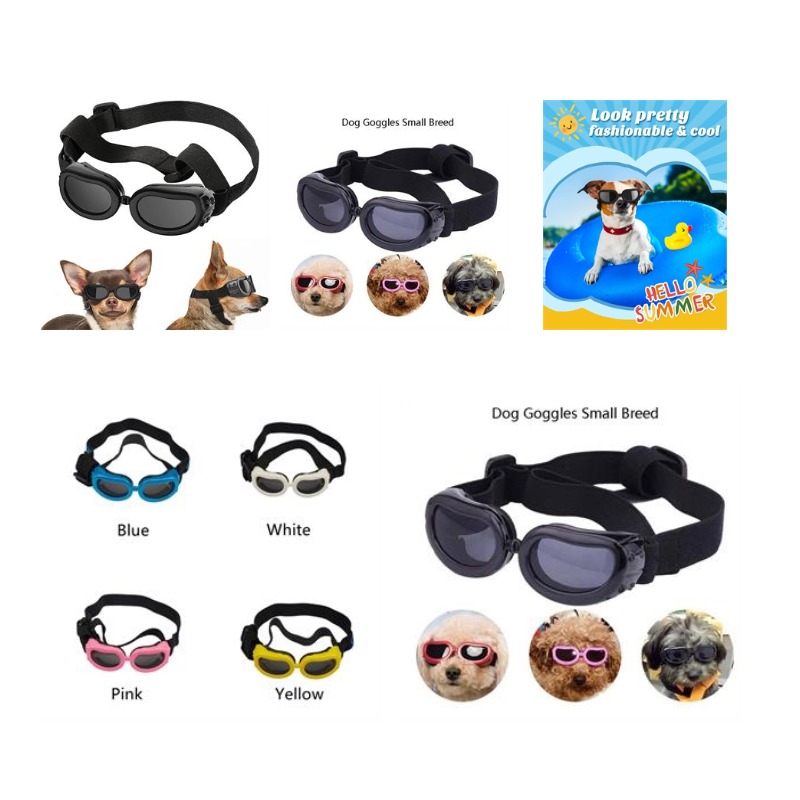 Dog Goggles Small Breed
Look pretty
fashionable & cool
HELLO
SUMMER
Dog Goggles Small Breed
Blue
White
Pink
Yellow